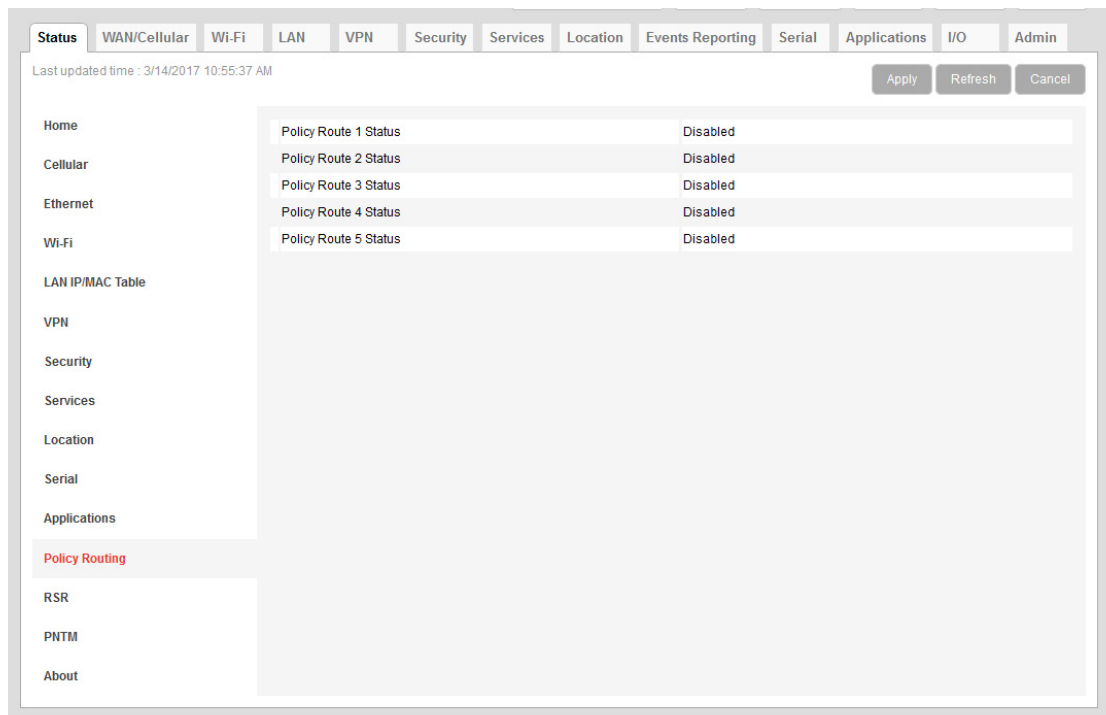 Status WAN/Cellular Wi-Fi LAN VPN Security Services Location Events Reporting Serial Applications I/O Admin
Last updated time : 3/14/2017 10:55:37 AM
Apply Refresh Cancel
Home
Cellular
Ethernet
Wi-Fi
LAN IP/MAC Table
VPN
Security
Services
Location
Serial
Applications
Policy Routing
RSR
PNTM
About
Policy Route 1 Status Disabled
Policy Route 2 Status Disabled
Policy Route 3 Status Disabled
Policy Route 4 Status Disabled
Policy Route 5 Status Disabled